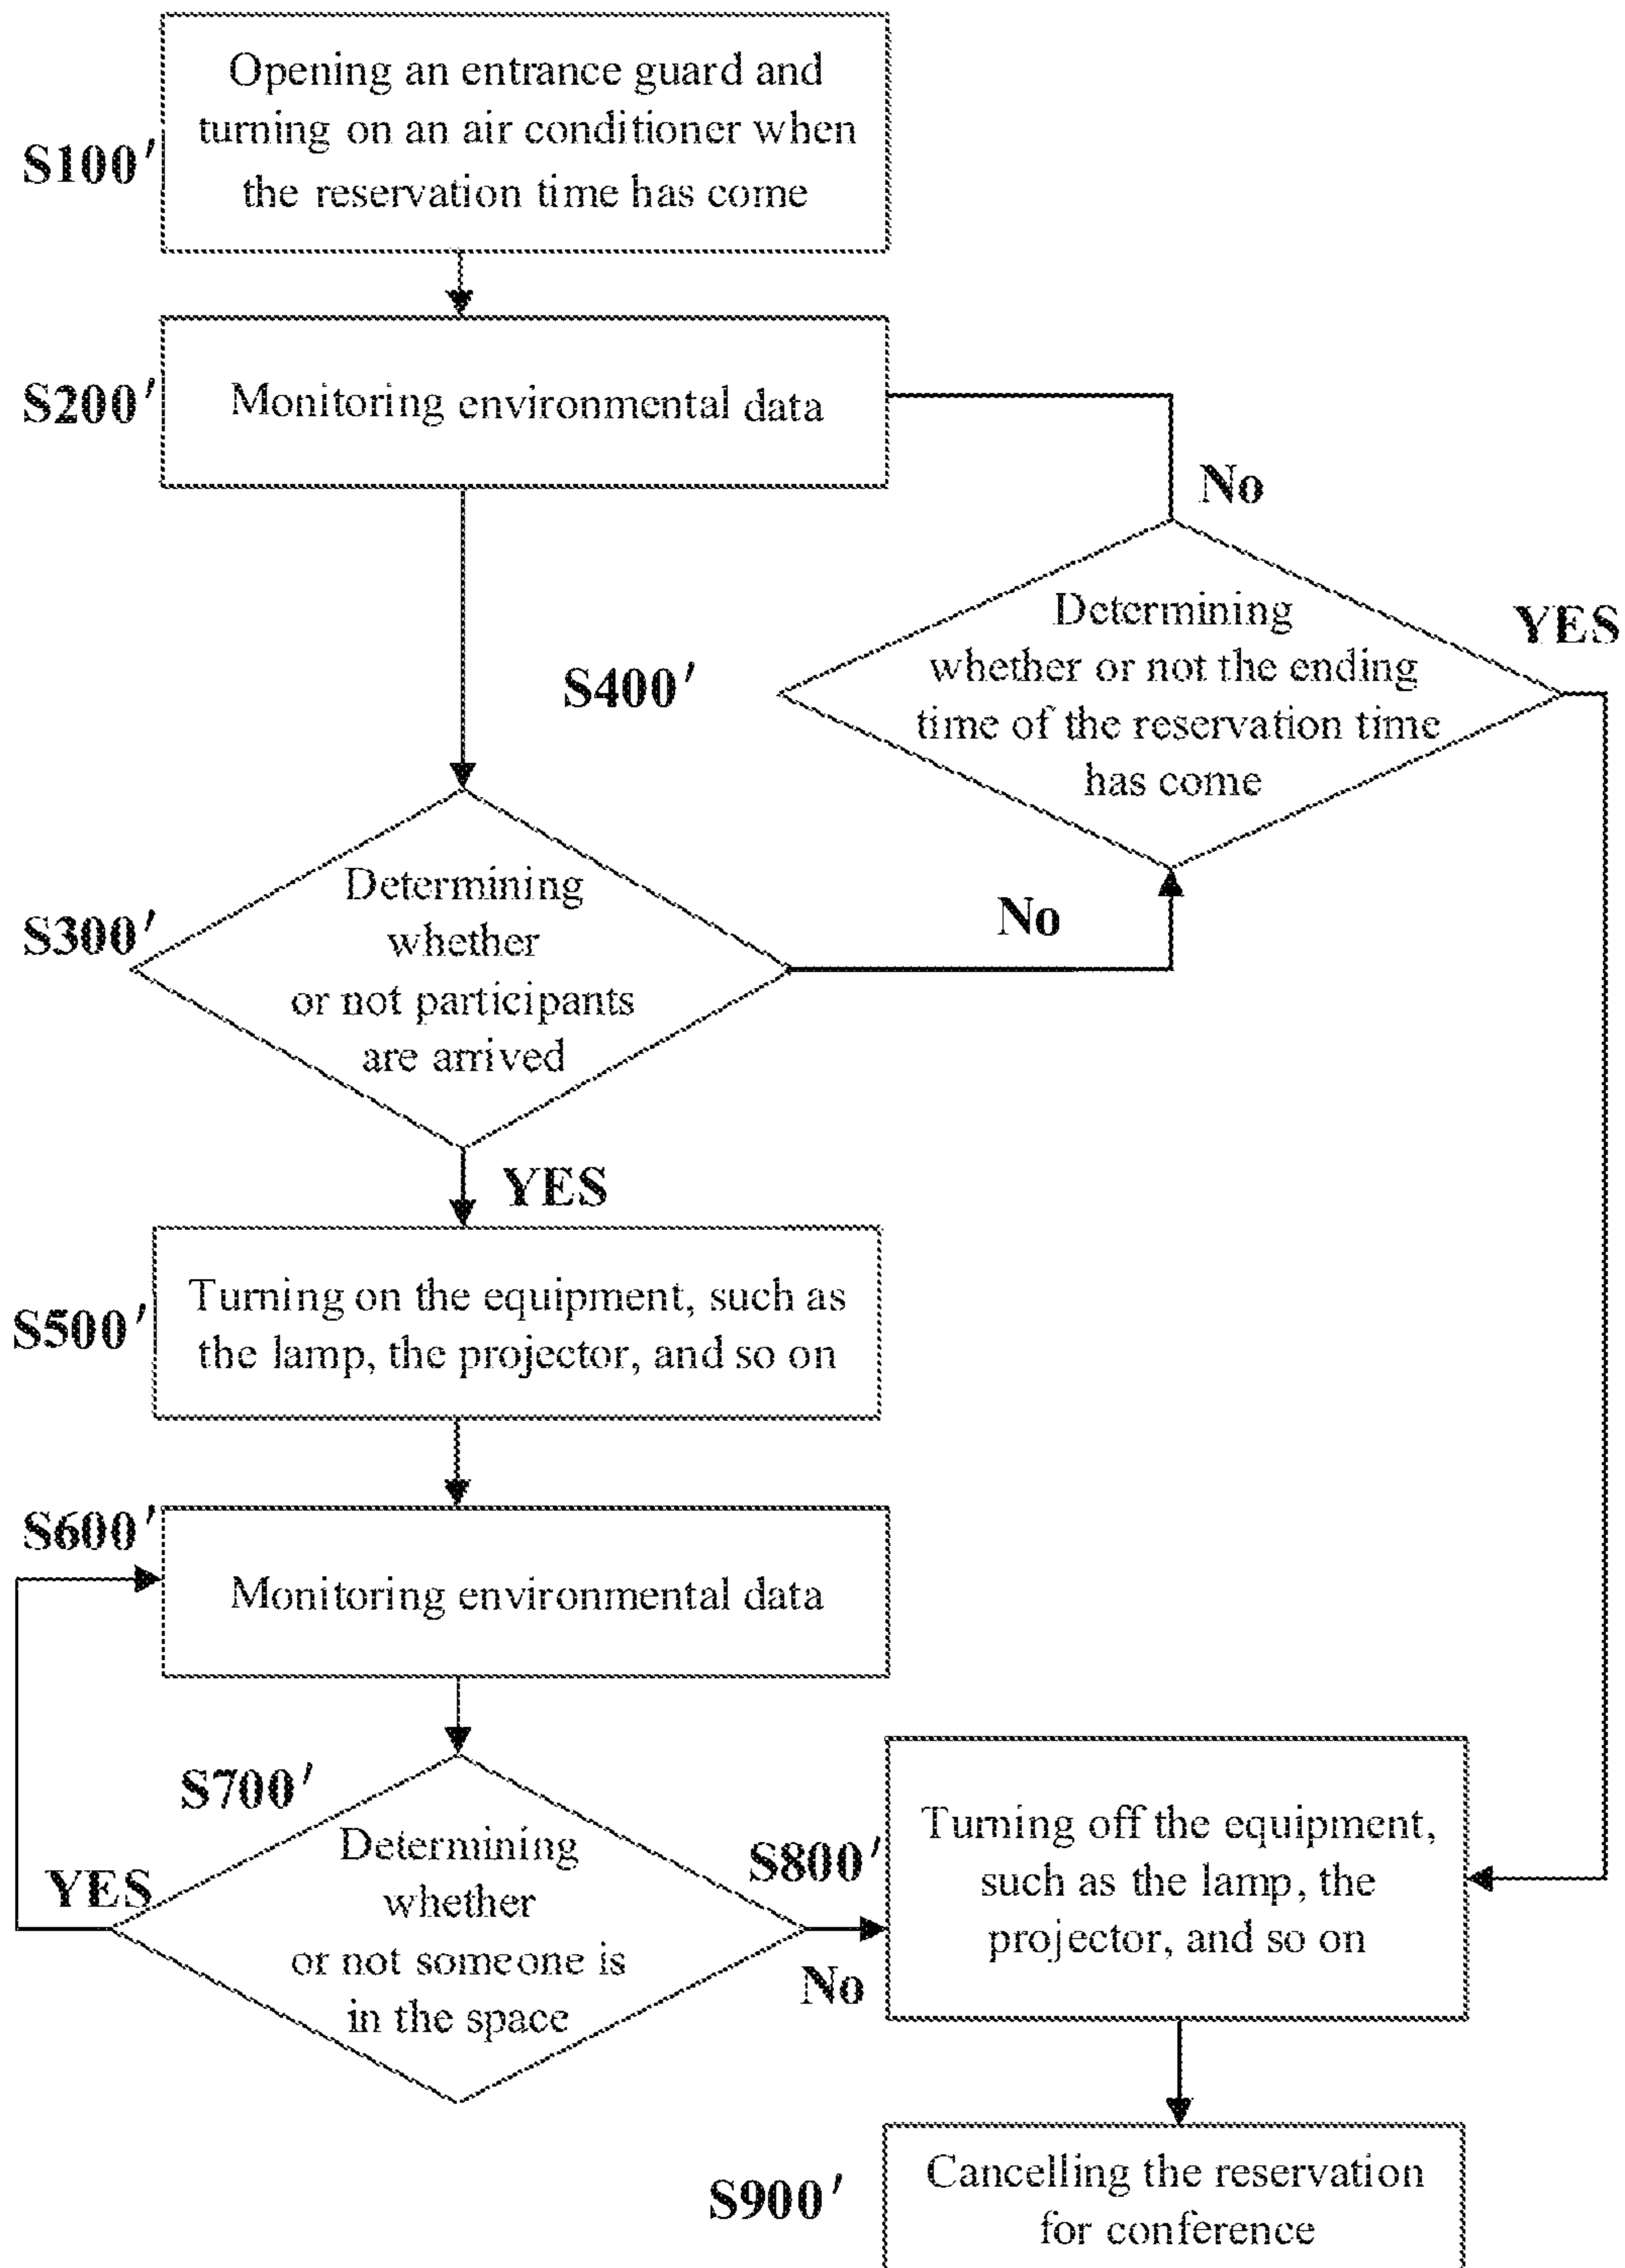 S100′
Opening an entrance guard and
turning on an air conditioner when
the reservation time has come
S200′
Monitoring environmental data
No
S400′
Determining
whether or not the ending
time of the reservation time
has come
YES
S300′
Determining
whether
or not participants
are arrived
No
YES
S500′
Turning on the equipment, such as
the lamp, the projector, and so on
S600′
Monitoring environmental data
S700′
Determining
whether
or not someone is
in the space
YES
No
S800′
Turning off the equipment,
such as the lamp, the
projector, and so on
S900′
Cancelling the reservation
for conference